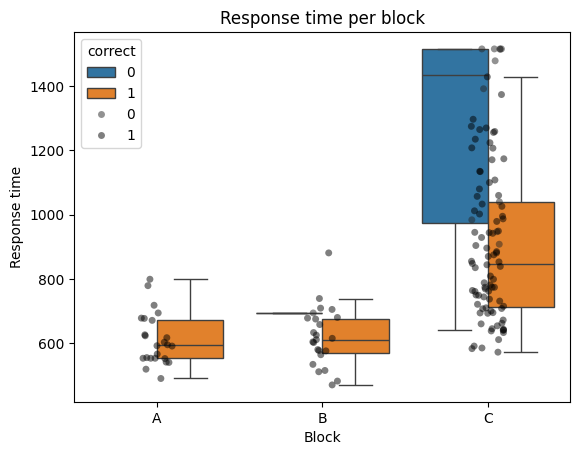 Response time per block
correct
0
1
0
1
1400
1200
1000
800
600
Response time
A
B
C
Block